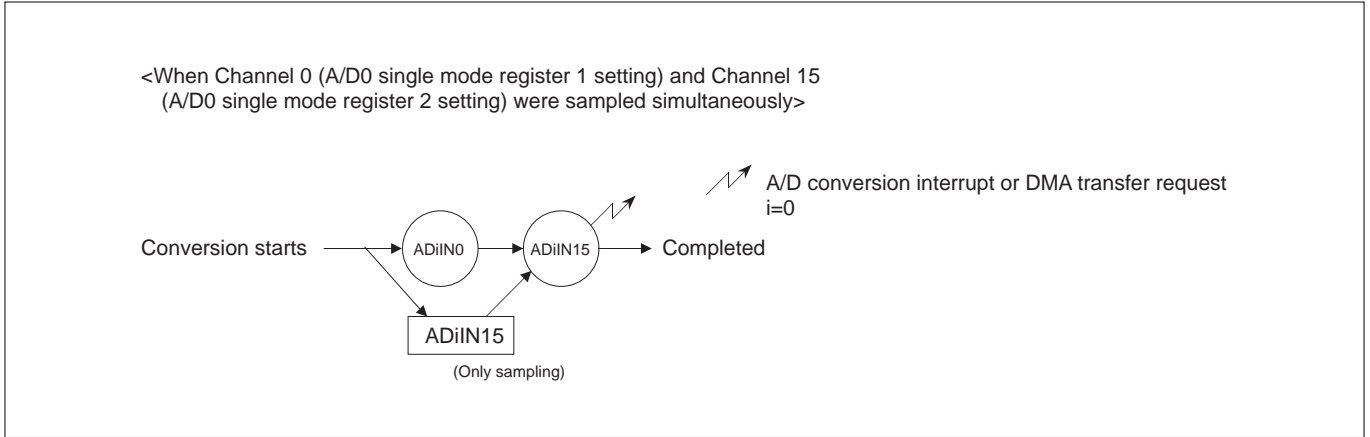 <When Channel 0 (A/D0 single mode register 1 setting) and Channel 15
(A/D0 single mode register 2 setting) were sampled simultaneously>
A/D conversion interrupt or DMA transfer request
i=0
Conversion starts
ADiIN0
ADiIN15
Completed
ADiIN15
(Only sampling)